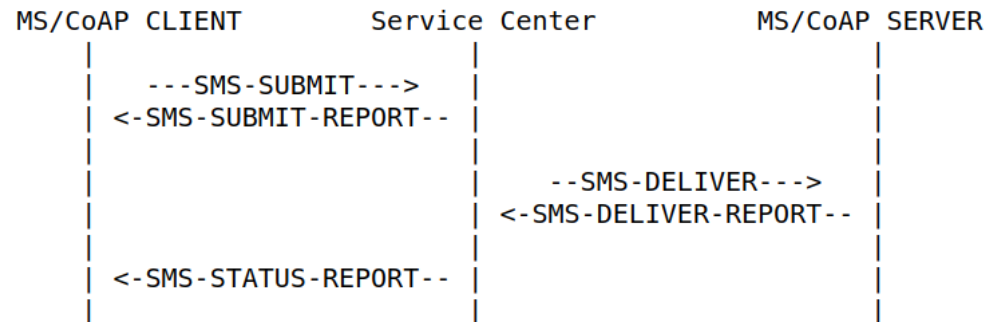 MS/CoAP CLIENT        Service Center          MS/CoAP SERVER
    |                       |                        |
    |   ---SMS-SUBMIT--->   |                        |
    | <-SMS-SUBMIT-REPORT-- |                        |
    |                       |                        |
    |                       |    --SMS-DELIVER--->   |
    |                       | <-SMS-DELIVER-REPORT-- |
    |                       |                        |
    | <-SMS-STATUS-REPORT-- |                        |
    |                       |                        |